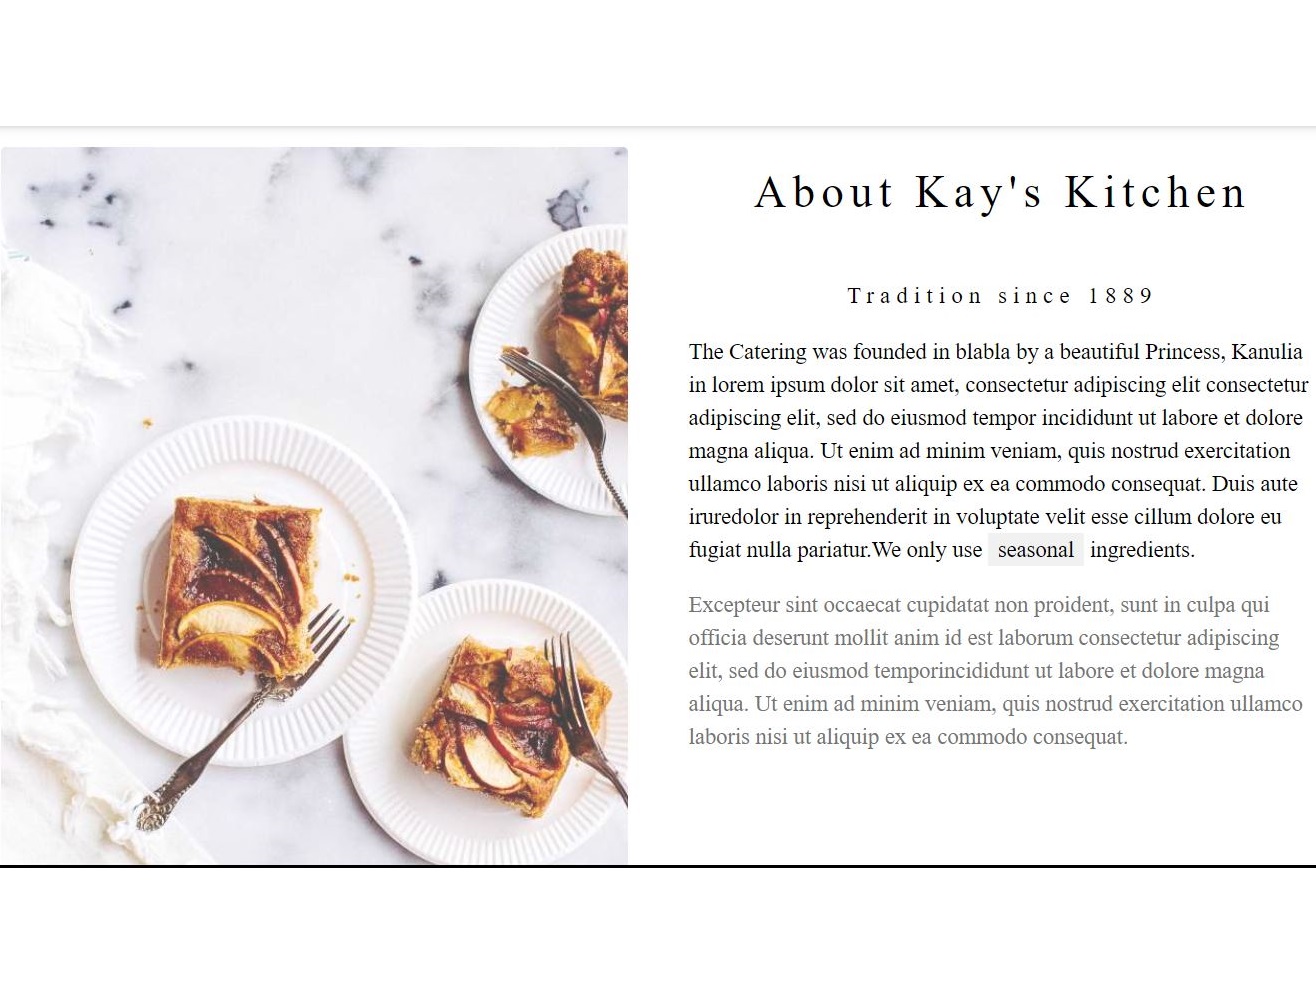 About Kay's Kitchen
Tradition since 1889
The Catering was founded in blabla by a beautiful Princess, Kanulia
in lorem ipsum dolor sit amet, consectetur adipiscing elit consectetur
adipiscing elit, sed do eiusmod tempor incididunt ut labore et dolore
magna aliqua. Ut enim ad minim veniam, quis nostrud exercitation
ullamco laboris nisi ut aliquip ex ea commodo consequat. Duis aute
iruredolor in reprehenderit in voluptate velit esse cillum dolore eu
fugiat nulla pariatur.We only use seasonal ingredients.
Excepteur sint occaecat cupidatat non proident, sunt in culpa qui
officia deserunt mollit anim id est laborum consectetur adipiscing
elit, sed do eiusmod temporincididunt ut labore et dolore magna
aliqua. Ut enim ad minim veniam, quis nostrud exercitation ullamco
laboris nisi ut aliquip ex ea commodo consequat.